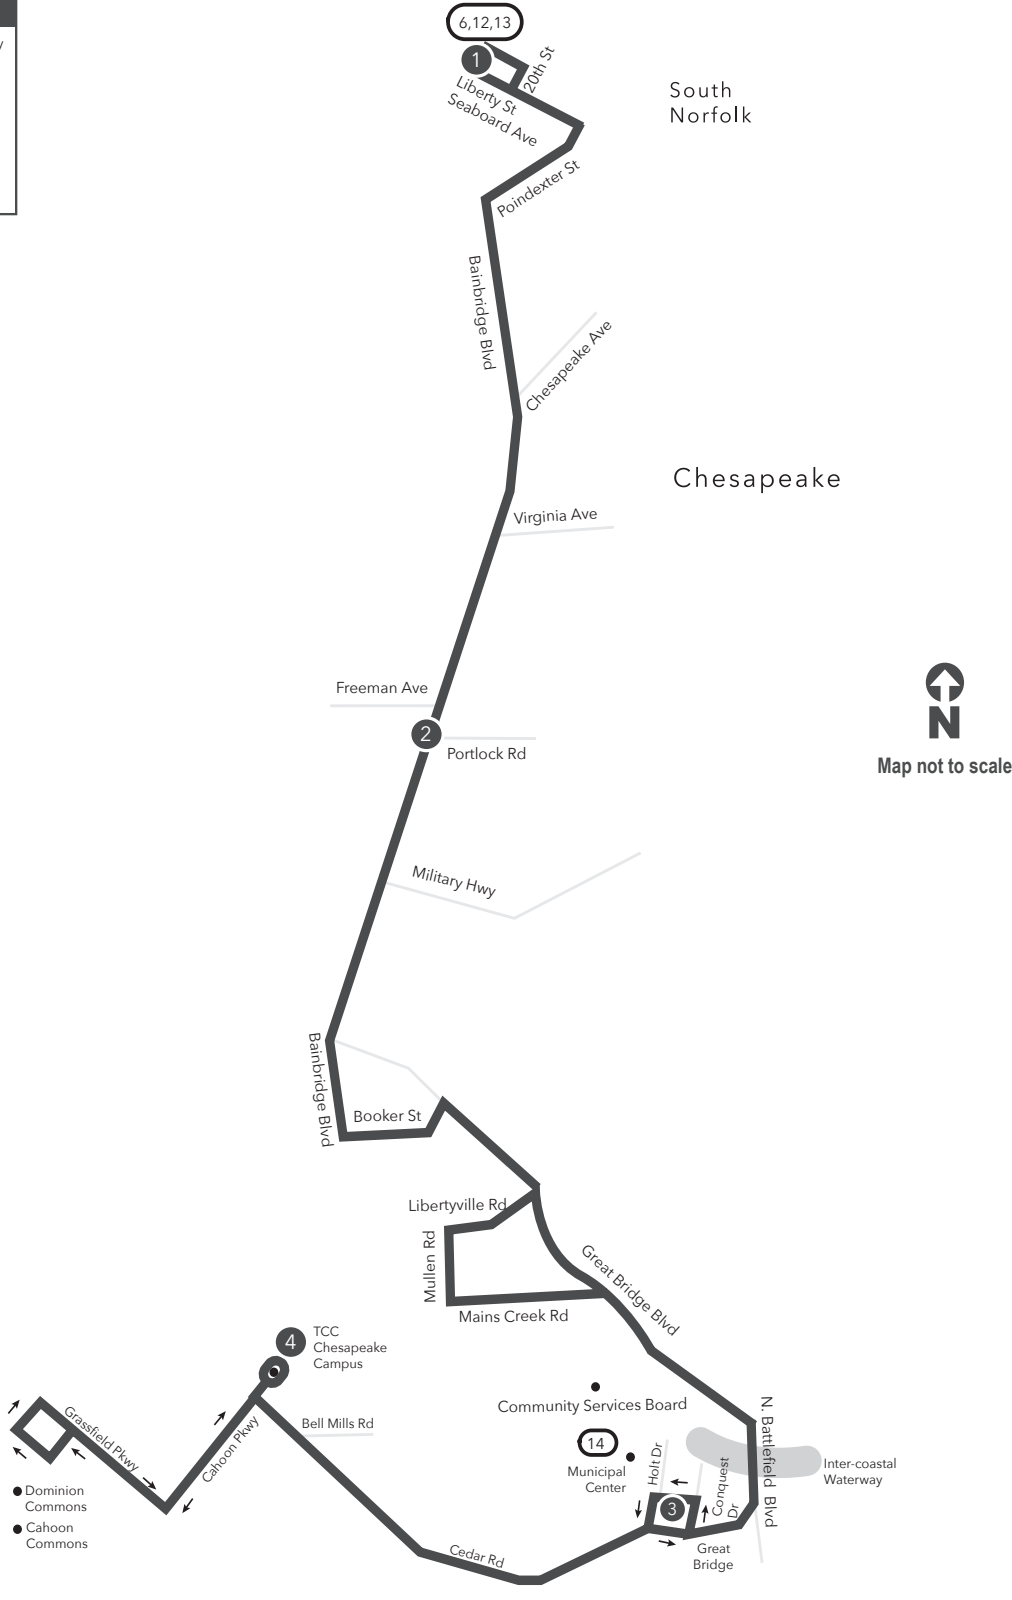 6,12,13
1
20th St
Liberty St
Seaboard Ave
South
Norfolk
Poindexter St
Bainbridge Blvd
Chesapeake Ave
Chesapeake
Virginia Ave
Freeman Ave
2
Portlock Rd
N
Map not to scale
Military Hwy
Bainbridge Blvd
Booker St
Libertyville Rd
Mullen Rd
Great Bridge Blvd
Mains Creek Rd
4
TCC
Chesapeake
Campus
Community Services Board
N. Battlefield Blvd
Grassfield Pkwy
Cahoon Pkwy
Bell Mills Rd
14
Municipal
Center
Holt Dr
Conquest
Dr
Inter-coastal
Waterway
3
Dominion
Commons
Cahoon
Commons
Cedar Rd
Great
Bridge